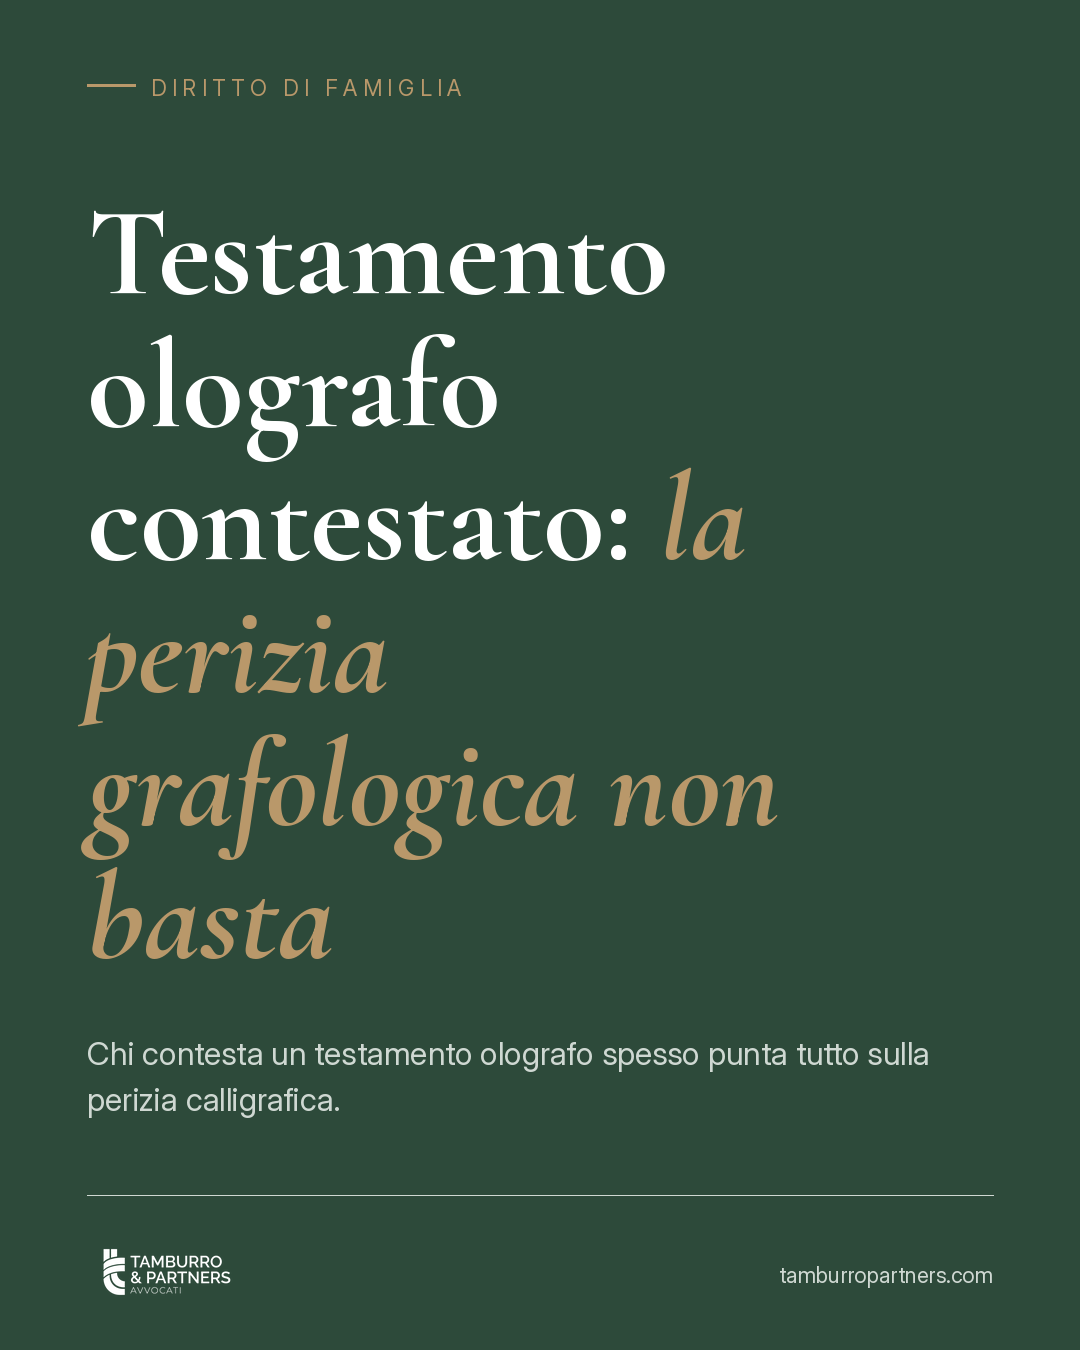 DIRITTO DI FAMIGLIA
Testamento
olografo
contestato: la
perizia
grafologica non
basta
Chi contesta un testamento olografo spesso punta tutto sulla
perizia calligrafica.
TAMBURRO
& PARTNERS
AVVOCATI
tamburropartners.com